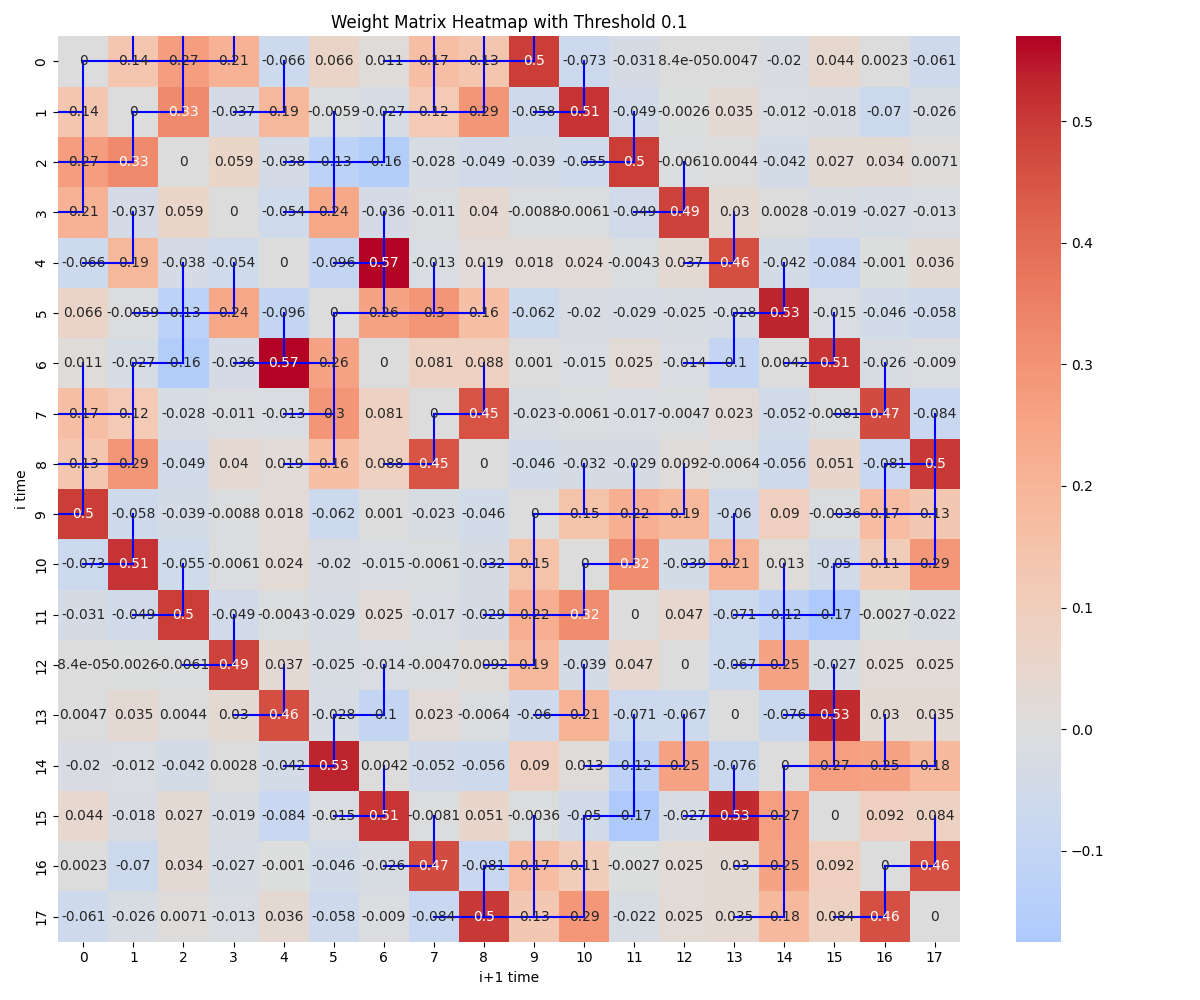 Weight Matrix Heatmap with Threshold 0.1
0 0 0.14 0.27 0.21 -0.066 0.066 0.011 0.17 0.13 0.5 -0.073 -0.031 8.4e-05 0.0047 -0.02 0.044 0.0023 -0.061
1 0.14 0 0.33 -0.037 0.19 -0.0059 -0.027 0.12 0.29 -0.058 0.51 -0.049 -0.0026 0.035 -0.012 -0.018 -0.07 -0.026
2 0.27 0.33 0 0.059 -0.038 -0.13 -0.16 -0.028 -0.049 -0.039 -0.055 0.5 -0.0061 0.0044 -0.042 0.027 0.034 0.0071
3 0.21 -0.037 0.059 0 -0.054 0.24 -0.036 -0.011 0.04 -0.0088 -0.0061 -0.049 0.49 0.03 0.0028 -0.019 -0.027 -0.013
4 -0.066 0.19 -0.038 -0.054 0 -0.096 0.57 -0.013 0.019 0.018 0.024 -0.0043 0.037 0.46 -0.042 -0.084 -0.001 0.036
5 0.066 -0.0059 -0.13 0.24 -0.096 0 0.26 0.3 0.16 -0.062 -0.02 -0.029 -0.025 -0.028 0.53 -0.015 -0.046 -0.058
6 0.011 -0.027 -0.16 -0.036 0.57 0.26 0 0.081 0.088 0.001 -0.015 0.025 -0.014 -0.1 0.0042 0.51 -0.026 -0.009
7 0.17 0.12 -0.028 -0.011 -0.013 0.3 0.081 0 0.45 -0.023 -0.0061 -0.017 -0.0047 0.023 -0.052 -0.0081 0.47 -0.084
8 0.13 0.29 -0.049 0.04 0.019 0.16 0.088 0.45 0 -0.046 -0.032 -0.029 0.0092 -0.0064 -0.056 0.051 -0.081 0.5
9 0.5 -0.058 -0.039 -0.0088 0.018 -0.062 0.001 -0.023 -0.046 0 0.15 0.22 0.19 -0.06 0.09 -0.0036 0.17 0.13
10 -0.073 0.51 -0.055 -0.0061 0.024 -0.02 -0.015 -0.0061 -0.032 0.15 0 0.32 -0.039 0.21 0.013 -0.05 0.11 0.29
11 -0.031 -0.049 0.5 -0.049 -0.0043 -0.029 0.025 -0.017 -0.029 0.22 0.32 0 0.047 -0.071 -0.12 -0.17 -0.0027 -0.022
12 8.4e-05 -0.0026 -0.0061 0.49 0.037 -0.025 -0.014 -0.0047 0.0092 0.19 -0.039 0.047 0 -0.067 0.25 -0.027 0.025 0.025
13 0.0047 0.035 0.0044 0.03 0.46 -0.028 -0.1 0.023 -0.0064 -0.06 0.21 -0.071 -0.067 0 -0.076 0.53 0.03 0.035
14 -0.02 -0.012 -0.042 0.0028 -0.042 0.53 0.0042 -0.052 -0.056 0.09 0.013 -0.12 0.25 -0.076 0 0.27 0.25 0.18
15 0.044 -0.018 0.027 -0.019 -0.084 -0.015 0.51 -0.0081 0.051 -0.0036 -0.05 -0.17 -0.027 0.53 0.27 0 0.092 0.084
16 0.0023 -0.07 0.034 -0.027 -0.001 -0.046 -0.026 0.47 -0.081 0.17 0.11 -0.0027 0.025 0.03 0.25 0.092 0 0.46
17 -0.061 -0.026 0.0071 -0.013 0.036 -0.058 -0.009 -0.084 0.5 0.13 0.29 -0.022 0.025 0.035 0.18 0.084 0.46 0
0 1 2 3 4 5 6 7 8 9 10 11 12 13 14 15 16 17
i+1 time
i time
0.5
0.4
0.3
0.2
0.1
0.0
−0.1